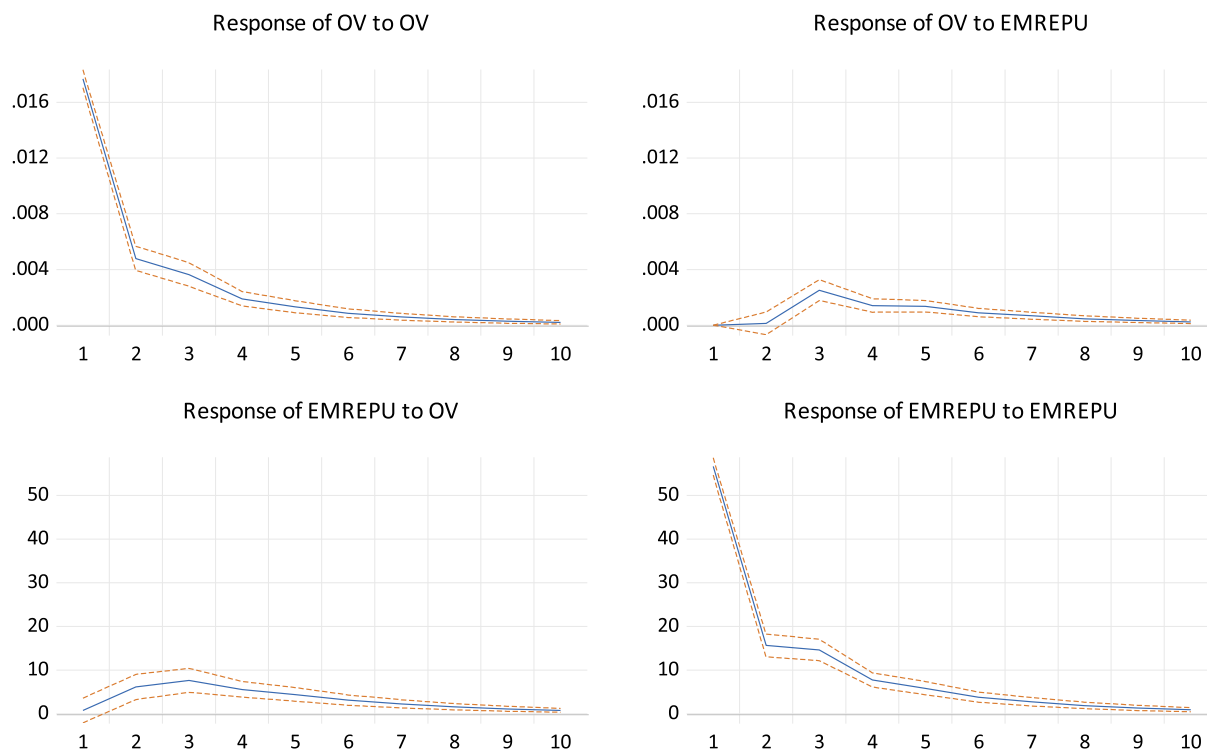 Response of OV to OV
.016
.012
.008
.004
.000
1 2 3 4 5 6 7 8 9 10
Response of OV to EMREPU
.016
.012
.008
.004
.000
1 2 3 4 5 6 7 8 9 10
Response of EMREPU to OV
50
40
30
20
10
0
1 2 3 4 5 6 7 8 9 10
Response of EMREPU to EMREPU
50
40
30
20
10
0
1 2 3 4 5 6 7 8 9 10